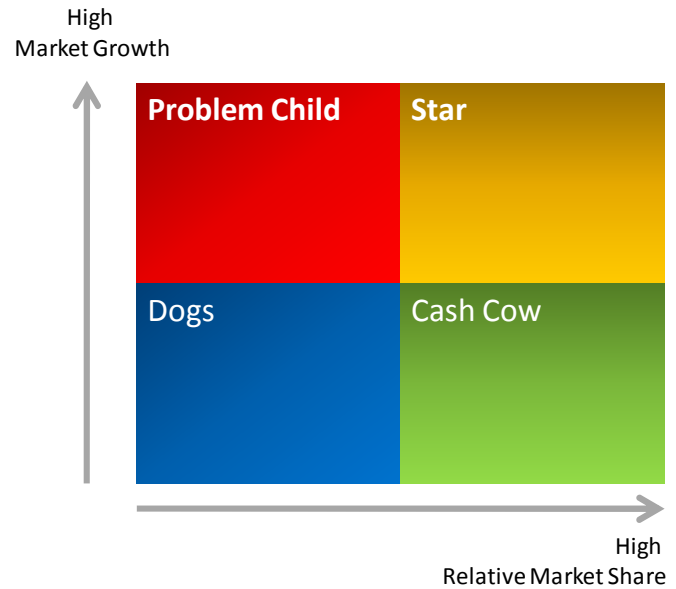 High
Market Growth
Problem Child
Star
Dogs
Cash Cow
High
Relative Market Share